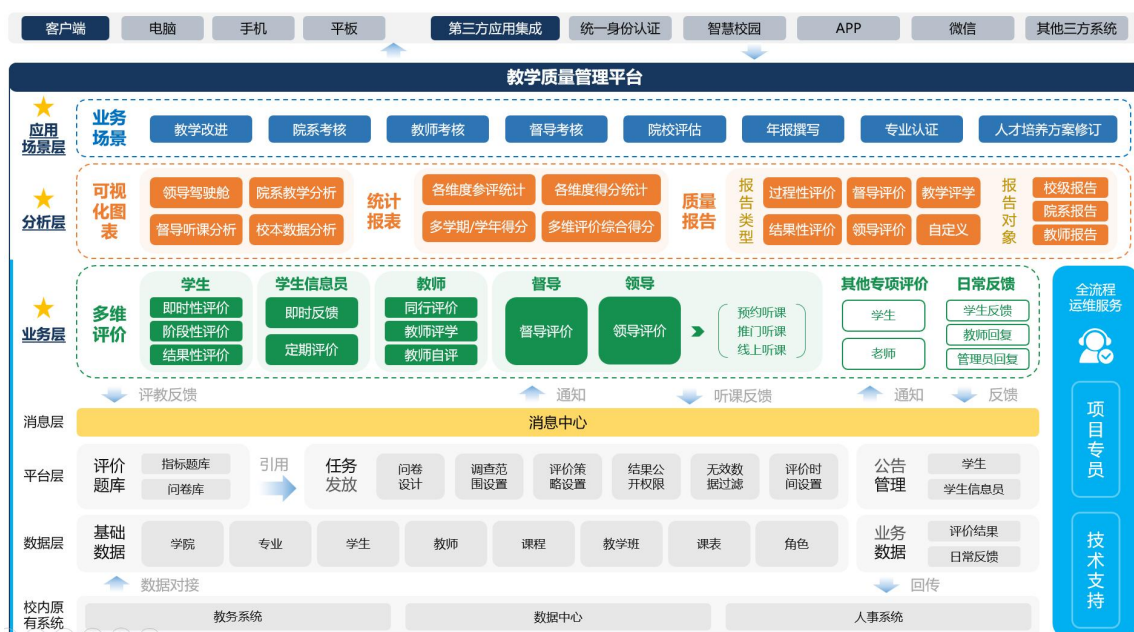 客户端 电脑 手机 平板 第三方应用集成 统一身份认证 智慧校园 APP 微信 其他三方系统
教学质量管理平台
应用
场景层
业务
场景
教学改进 院系考核 教师考核 督导考核 院校评估 年报撰写 专业认证 人才培养方案修订
分析层
可视
化图
表
领导驾驶舱 院系教学分析
督导听课分析 校本数据分析
统计
报表
各维度参评统计 各维度得分统计
多学期/学年得分 多维评价综合得分
质量
报告
报
告
类
型
过程性评价 督导评价 教学评学
结果性评价 领导评价 自定义
报
告
对
象
校级报告
院系报告
教师报告
业务层
多维
评价
学生
即时性评价
阶段性评价
结果性评价
学生信息员
即时反馈
定期评价
教师
同行评价
教师评学
教师自评
督导
督导评价
领导
领导评价
预约听课
推门听课
线上听课
其他专项评价
学生
老师
日常反馈
学生反馈
教师回复
管理员回复
评教反馈 通知 听课反馈 通知 反馈
消息层
消息中心
平台层
评价
题库
指标题库
问卷库
引用
任务
发放
问卷
设计
调查范
围设置
评价策
略设置
结果公
开权限
无效数
据过滤
评价时
间设置
公告
管理
学生
学生信息员
数据层
基础
数据
学院 专业 学生 教师 课程 教学班 课表 角色
业务
数据
评价结果
日常反馈
数据对接 回传
校内原
有系统
教务系统 数据中心 人事系统
全流程
运维服务
项
目
专
员
技
术
支
持